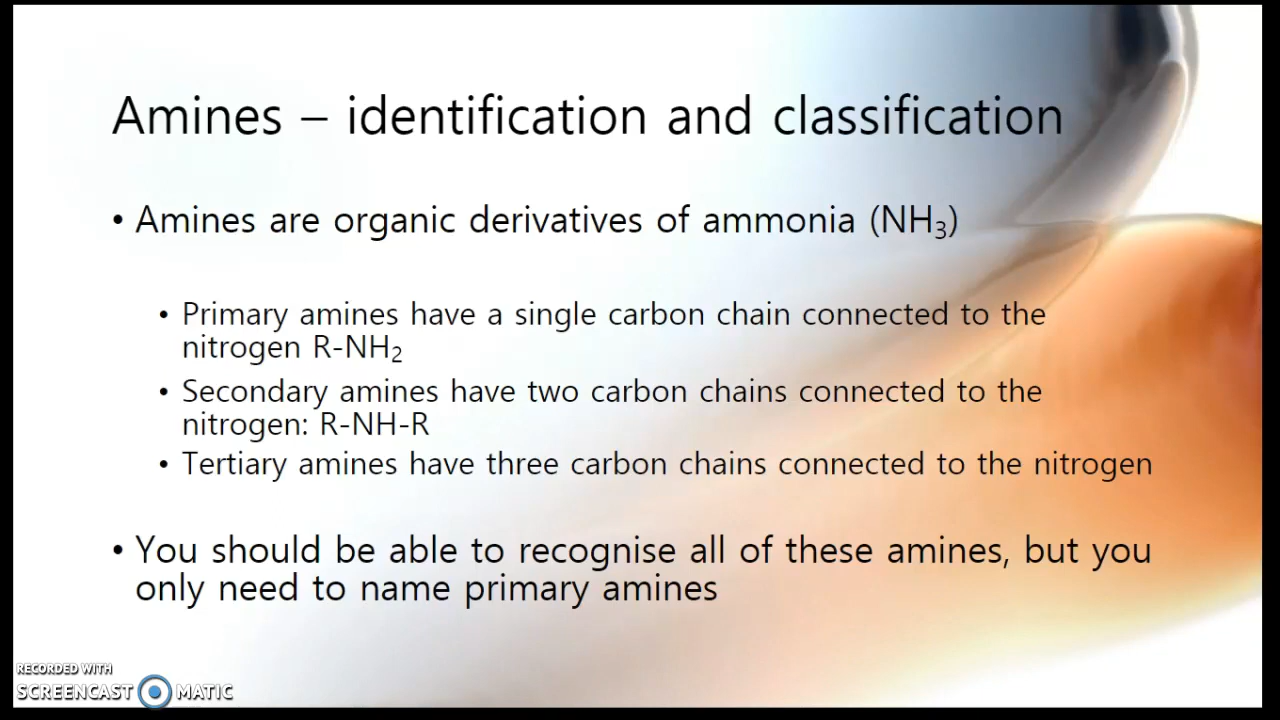 Amines – identification and classification
• Amines are organic derivatives of ammonia (NH₃)
• Primary amines have a single carbon chain connected to the
nitrogen R-NH₂
• Secondary amines have two carbon chains connected to the
nitrogen: R-NH-R
• Tertiary amines have three carbon chains connected to the nitrogen
• You should be able to recognise all of these amines, but you
only need to name primary amines
RECORDED WITH
SCREENCAST MATIC